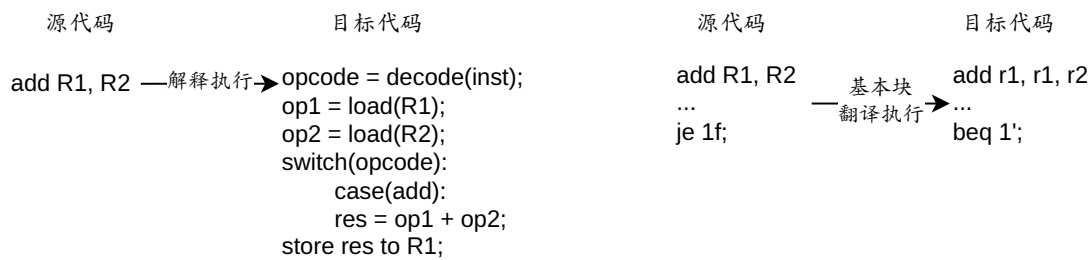 源代码
目标代码
add R1, R2
解释执行
opcode = decode(inst);
op1 = load(R1);
op2 = load(R2);
switch(opcode):
case(add):
res = op1 + op2;
store res to R1;
源代码
目标代码
add R1, R2
...
je 1f;
基本块
翻译执行
add r1, r1, r2
...
beq 1';